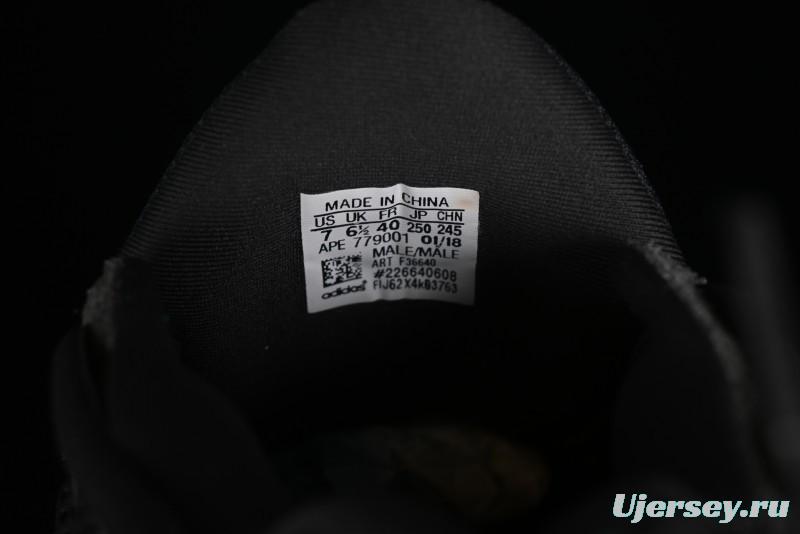 MADE IN CHINA
US UK FR JP CHN
7 6½ 40 250 245
APE 779001 01/18
MALE/MÂLE
ART F36640
#226640608
adidas FIJ62X4k03763
Ujersey.ru